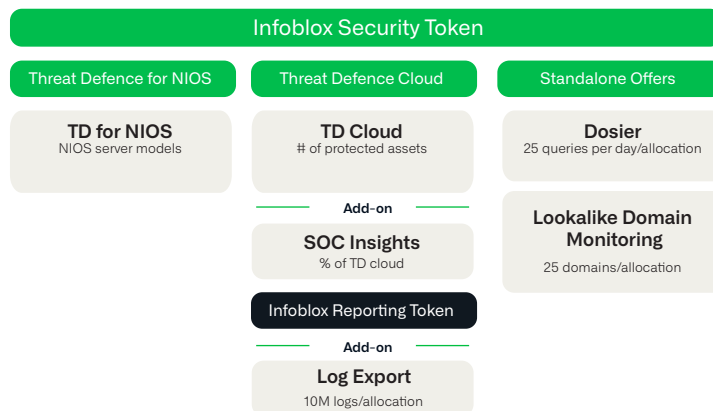 Infoblox Security Token
Threat Defence for NIOS
Threat Defence Cloud
Standalone Offers
TD for NIOS
NIOS server models
TD Cloud
# of protected assets
Dosier
25 queries per day/allocation
Add-on
SOC Insights
% of TD cloud
Lookalike Domain
Monitoring
25 domains/allocation
Infoblox Reporting Token
Add-on
Log Export
10M logs/allocation